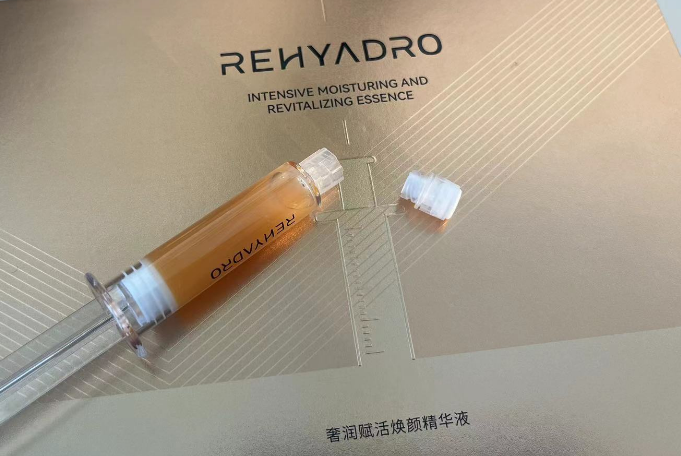 REHYADRO
INTENSIVE MOISTURING AND
REVITALIZING ESSENCE
REHYADRO
奢润赋活焕颜精华液